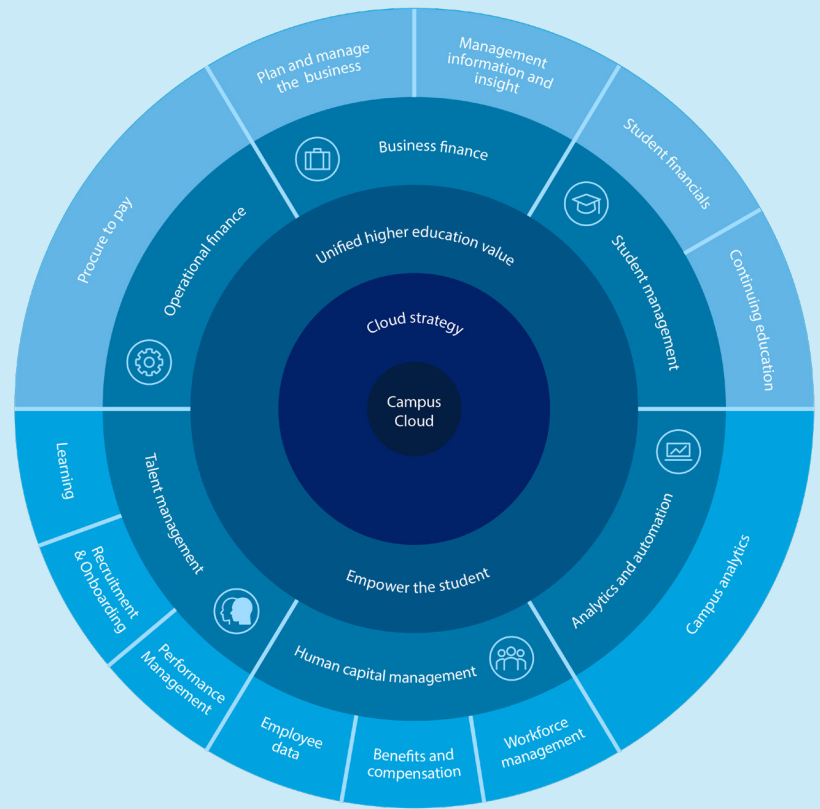 Plan and manage
the business
Management
information and
insight
Student financials
Continuing education
Procure to pay
Business finance
Operational finance
Student management
Unified higher education value
Cloud strategy
Campus
Cloud
Empower the student
Talent management
Human capital management
Analytics and automation
Learning
Recruitment
& Onboarding
Performance
Management
Employee
data
Benefits and
compensation
Workforce
management
Campus analytics